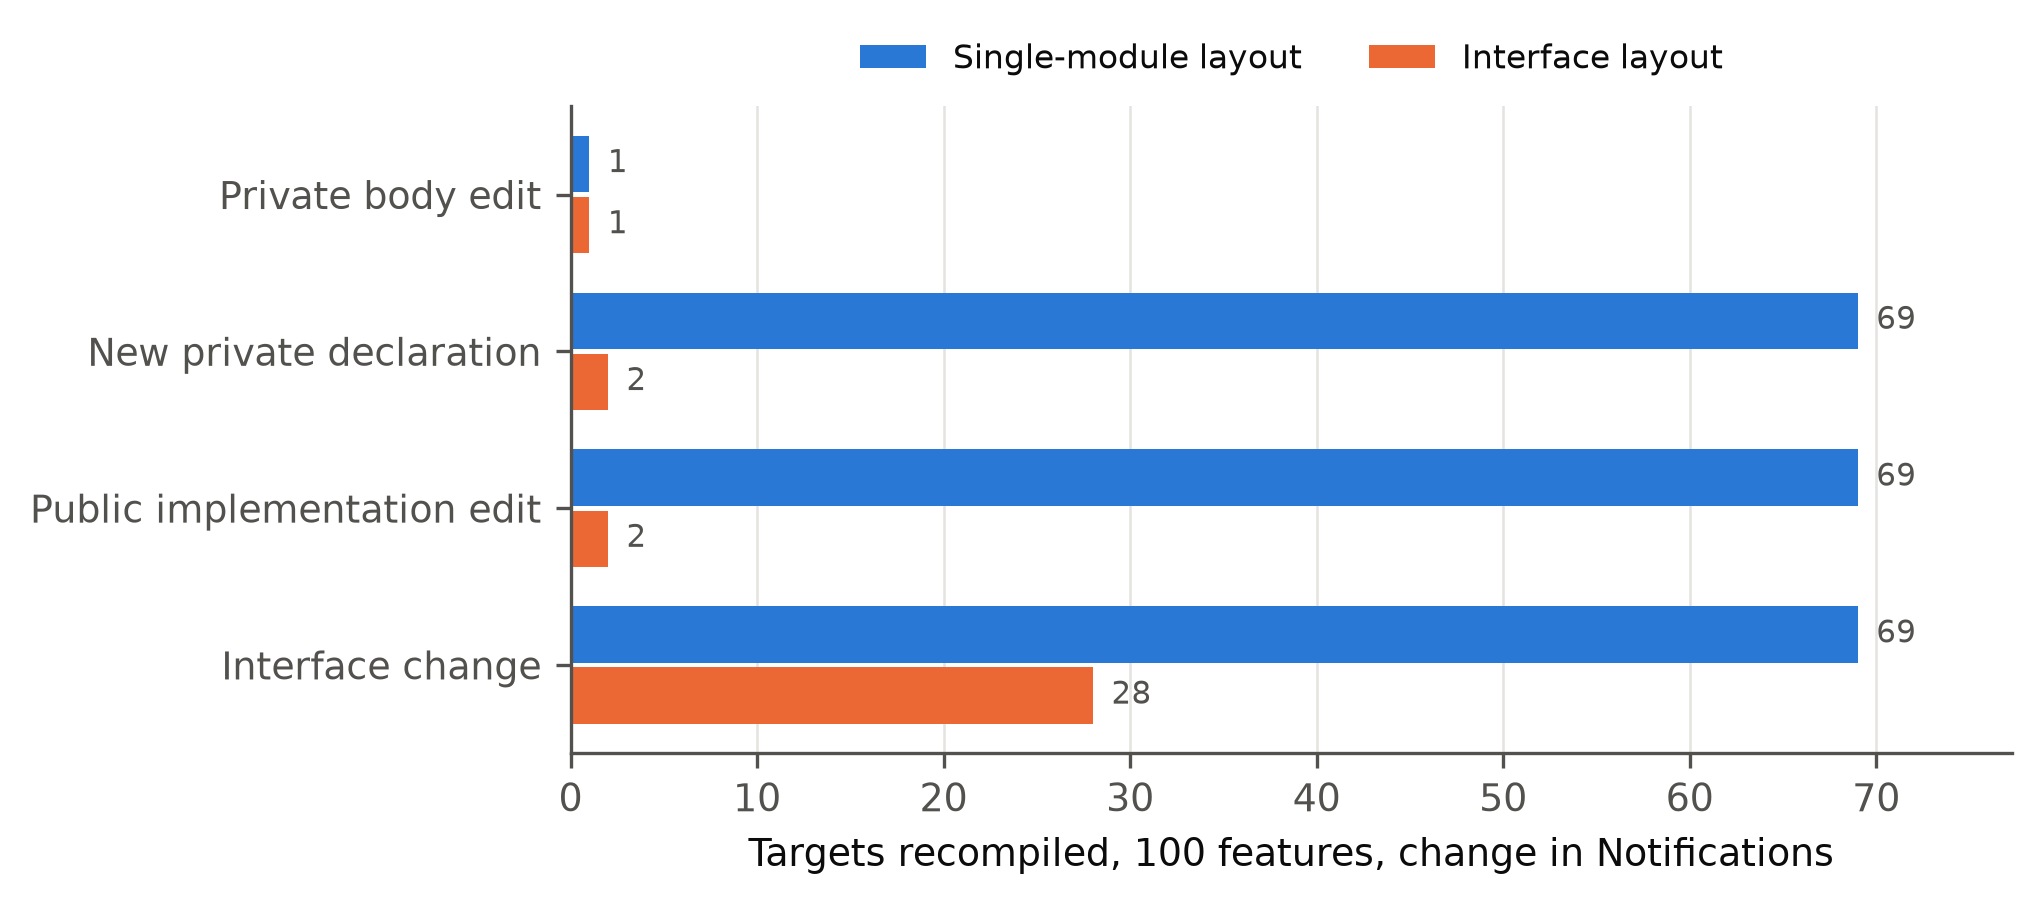 Single-module layout
Interface layout
Private body edit
1
1
New private declaration
69
2
Public implementation edit
69
2
Interface change
69
28
0 10 20 30 40 50 60 70
Targets recompiled, 100 features, change in Notifications